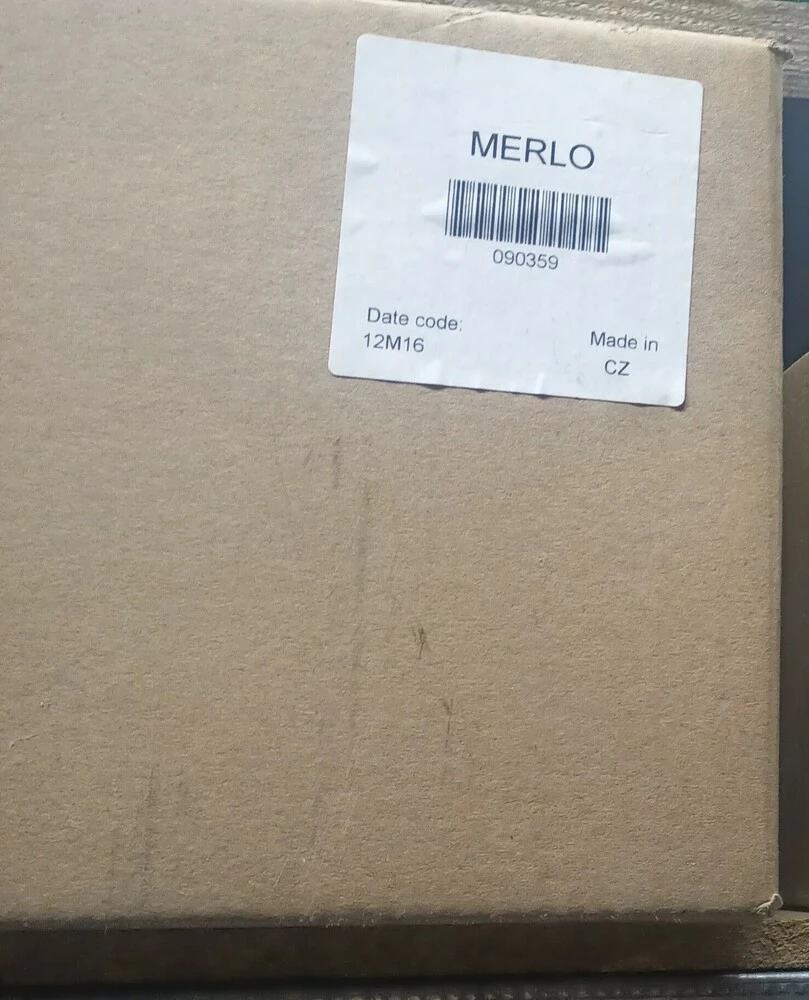 MERLO
090359
Date code:
12M16
Made in
CZ